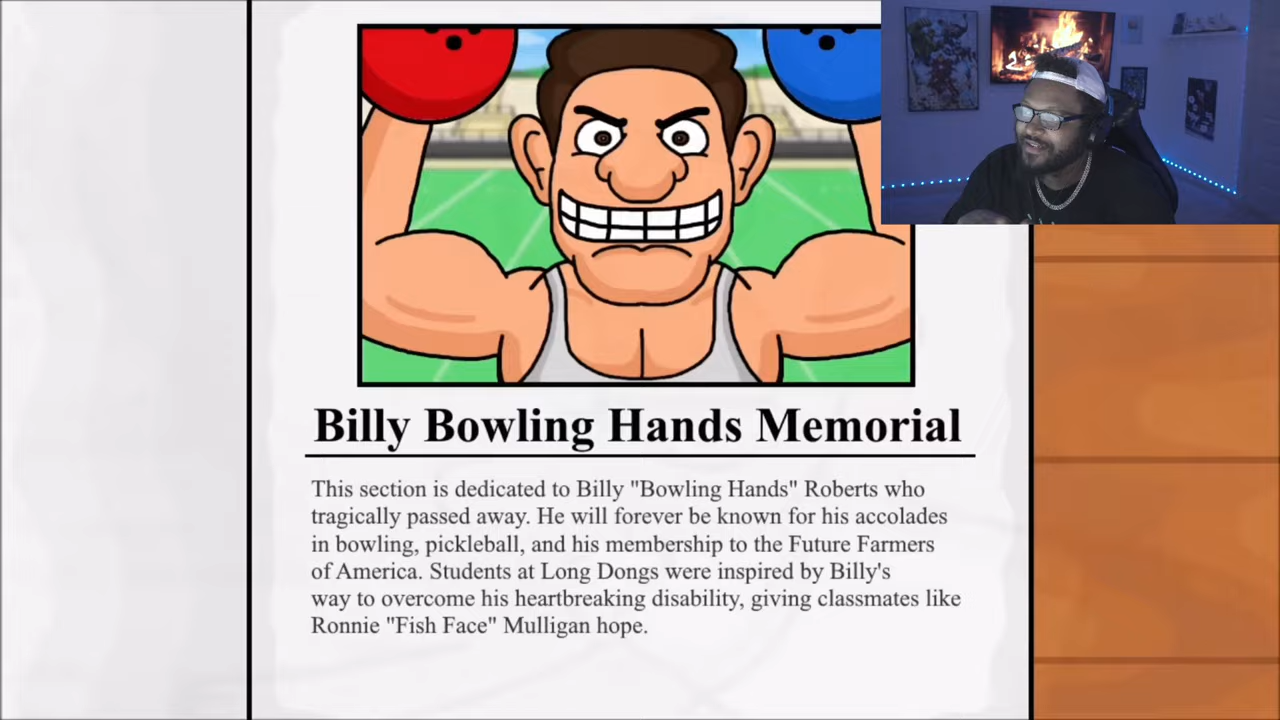 Billy Bowling Hands Memorial
This section is dedicated to Billy "Bowling Hands" Roberts who
tragically passed away. He will forever be known for his accolades
in bowling, pickleball, and his membership to the Future Farmers
of America. Students at Long Dongs were inspired by Billy's
way to overcome his heartbreaking disability, giving classmates like
Ronnie "Fish Face" Mulligan hope.